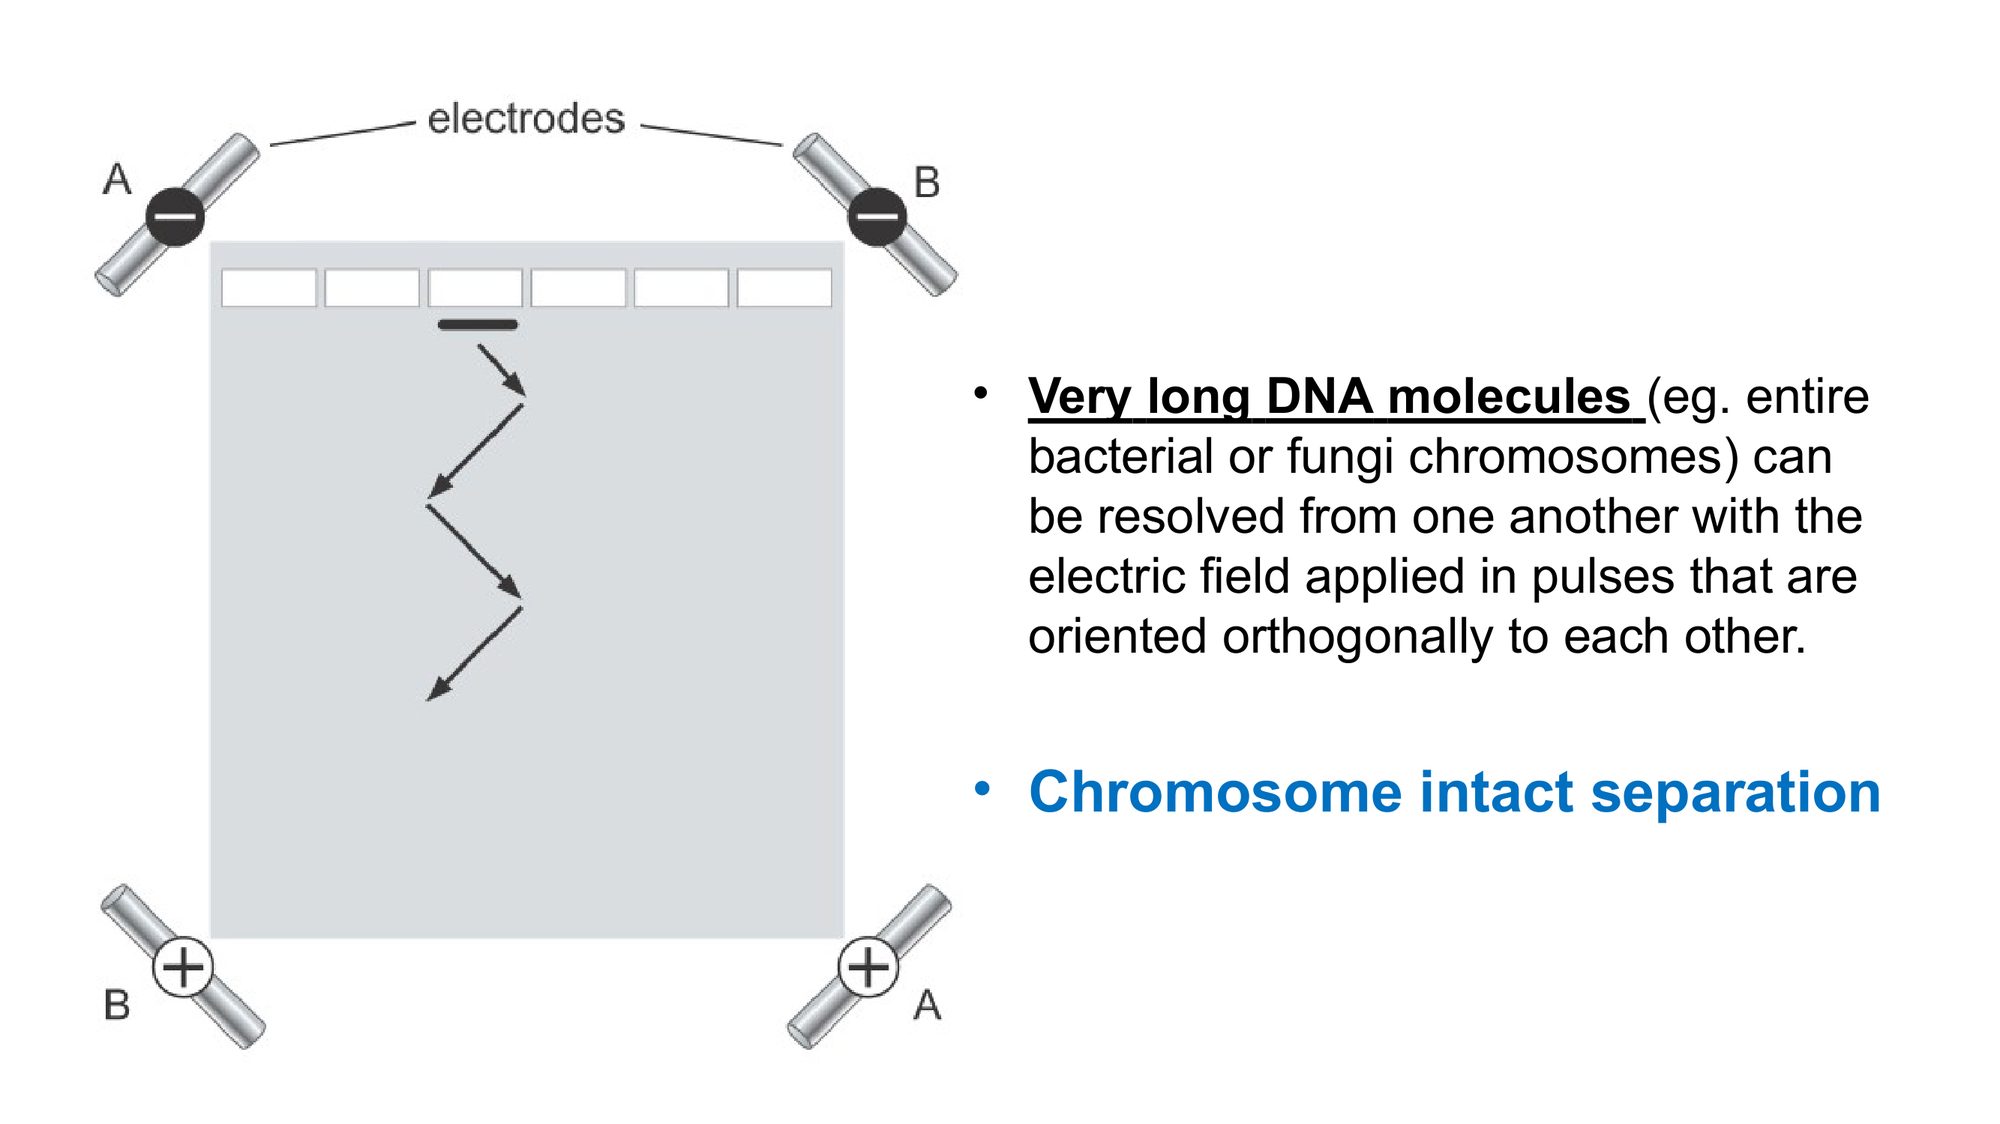 electrodes
A
B
• Very long DNA molecules (eg. entire
bacterial or fungi chromosomes) can
be resolved from one another with the
electric field applied in pulses that are
oriented orthogonally to each other.
• Chromosome intact separation
B
A